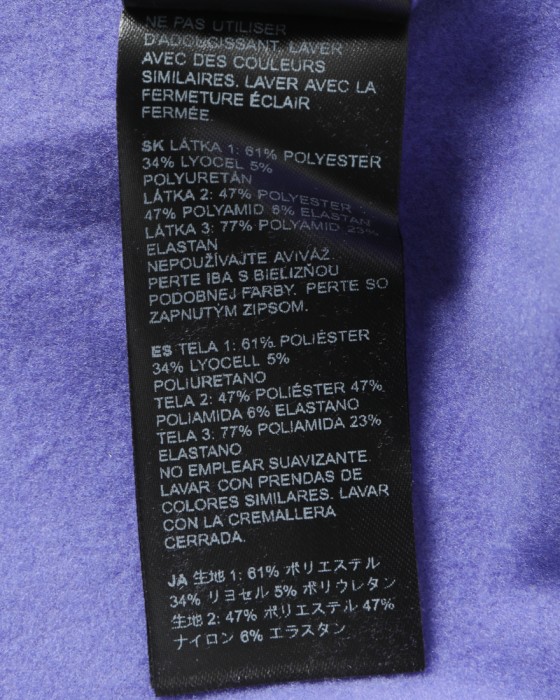 NE PAS UTILISER
D'ADOUCISSANT. LAVER
AVEC DES COULEURS
SIMILAIRES. LAVER AVEC LA
FERMETURE ÉCLAIR
FERMÉE.
SK LÁTKA 1: 61% POLYESTER
34% LYOCEL 5%
POLYURETÁN
LÁTKA 2: 47% POLYESTER
47% POLYAMID 6% ELASTAN
LÁTKA 3: 77% POLYAMID 23%
ELASTAN
NEPOUŽÍVAJTE AVIVÁŽ.
PERTE IBA S BIELIZŇOU
PODOBNEJ FARBY. PERTE SO
ZAPNUTÝM ZIPSOM.
ES TELA 1: 61% POLIÉSTER
34% LYOCELL 5%
POLIURETANO
TELA 2: 47% POLIÉSTER 47%
POLIAMIDA 6% ELASTANO
TELA 3: 77% POLIAMIDA 23%
ELASTANO
NO EMPLEAR SUAVIZANTE
LAVAR CON PRENDAS DE
COLORES SIMILARES. LAVAR
CON LA CREMALLERA
CERRADA.
JA 生地 1: 61% ポリエステル
34% リヨセル 5% ポリウレタン
生地 2: 47% ポリエステル 47%
ナイロン 6% エラスタン